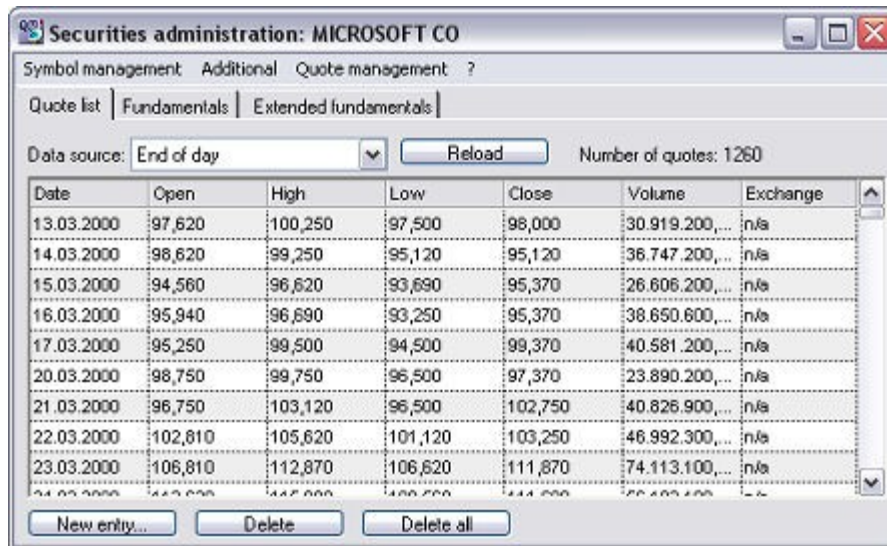 Securities administration: MICROSOFT CO
Symbol management Additional Quote management ?
Quote list Fundamentals Extended fundamentals
Data source: End of day Reload Number of quotes: 1260
Date Open High Low Close Volume Exchange
13.03.2000 97,620 100,250 97,500 98,000 30.919.200,... n/a
14.03.2000 98,620 99,250 95,120 95,120 36.747.200,... n/a
15.03.2000 94,560 96,620 93,690 95,370 26.606.200,... n/a
16.03.2000 95,940 96,690 93,250 95,370 38.650.600,... n/a
17.03.2000 95,250 99,500 94,500 99,370 40.581.200,... n/a
20.03.2000 98,750 99,750 96,500 97,370 23.890.200,... n/a
21.03.2000 96,750 103,120 96,500 102,750 40.826.900,... n/a
22.03.2000 102,810 105,620 101,120 103,250 46.992.300,... n/a
23.03.2000 106,810 112,870 106,620 111,870 74.113.100,... n/a
New entry... Delete Delete all